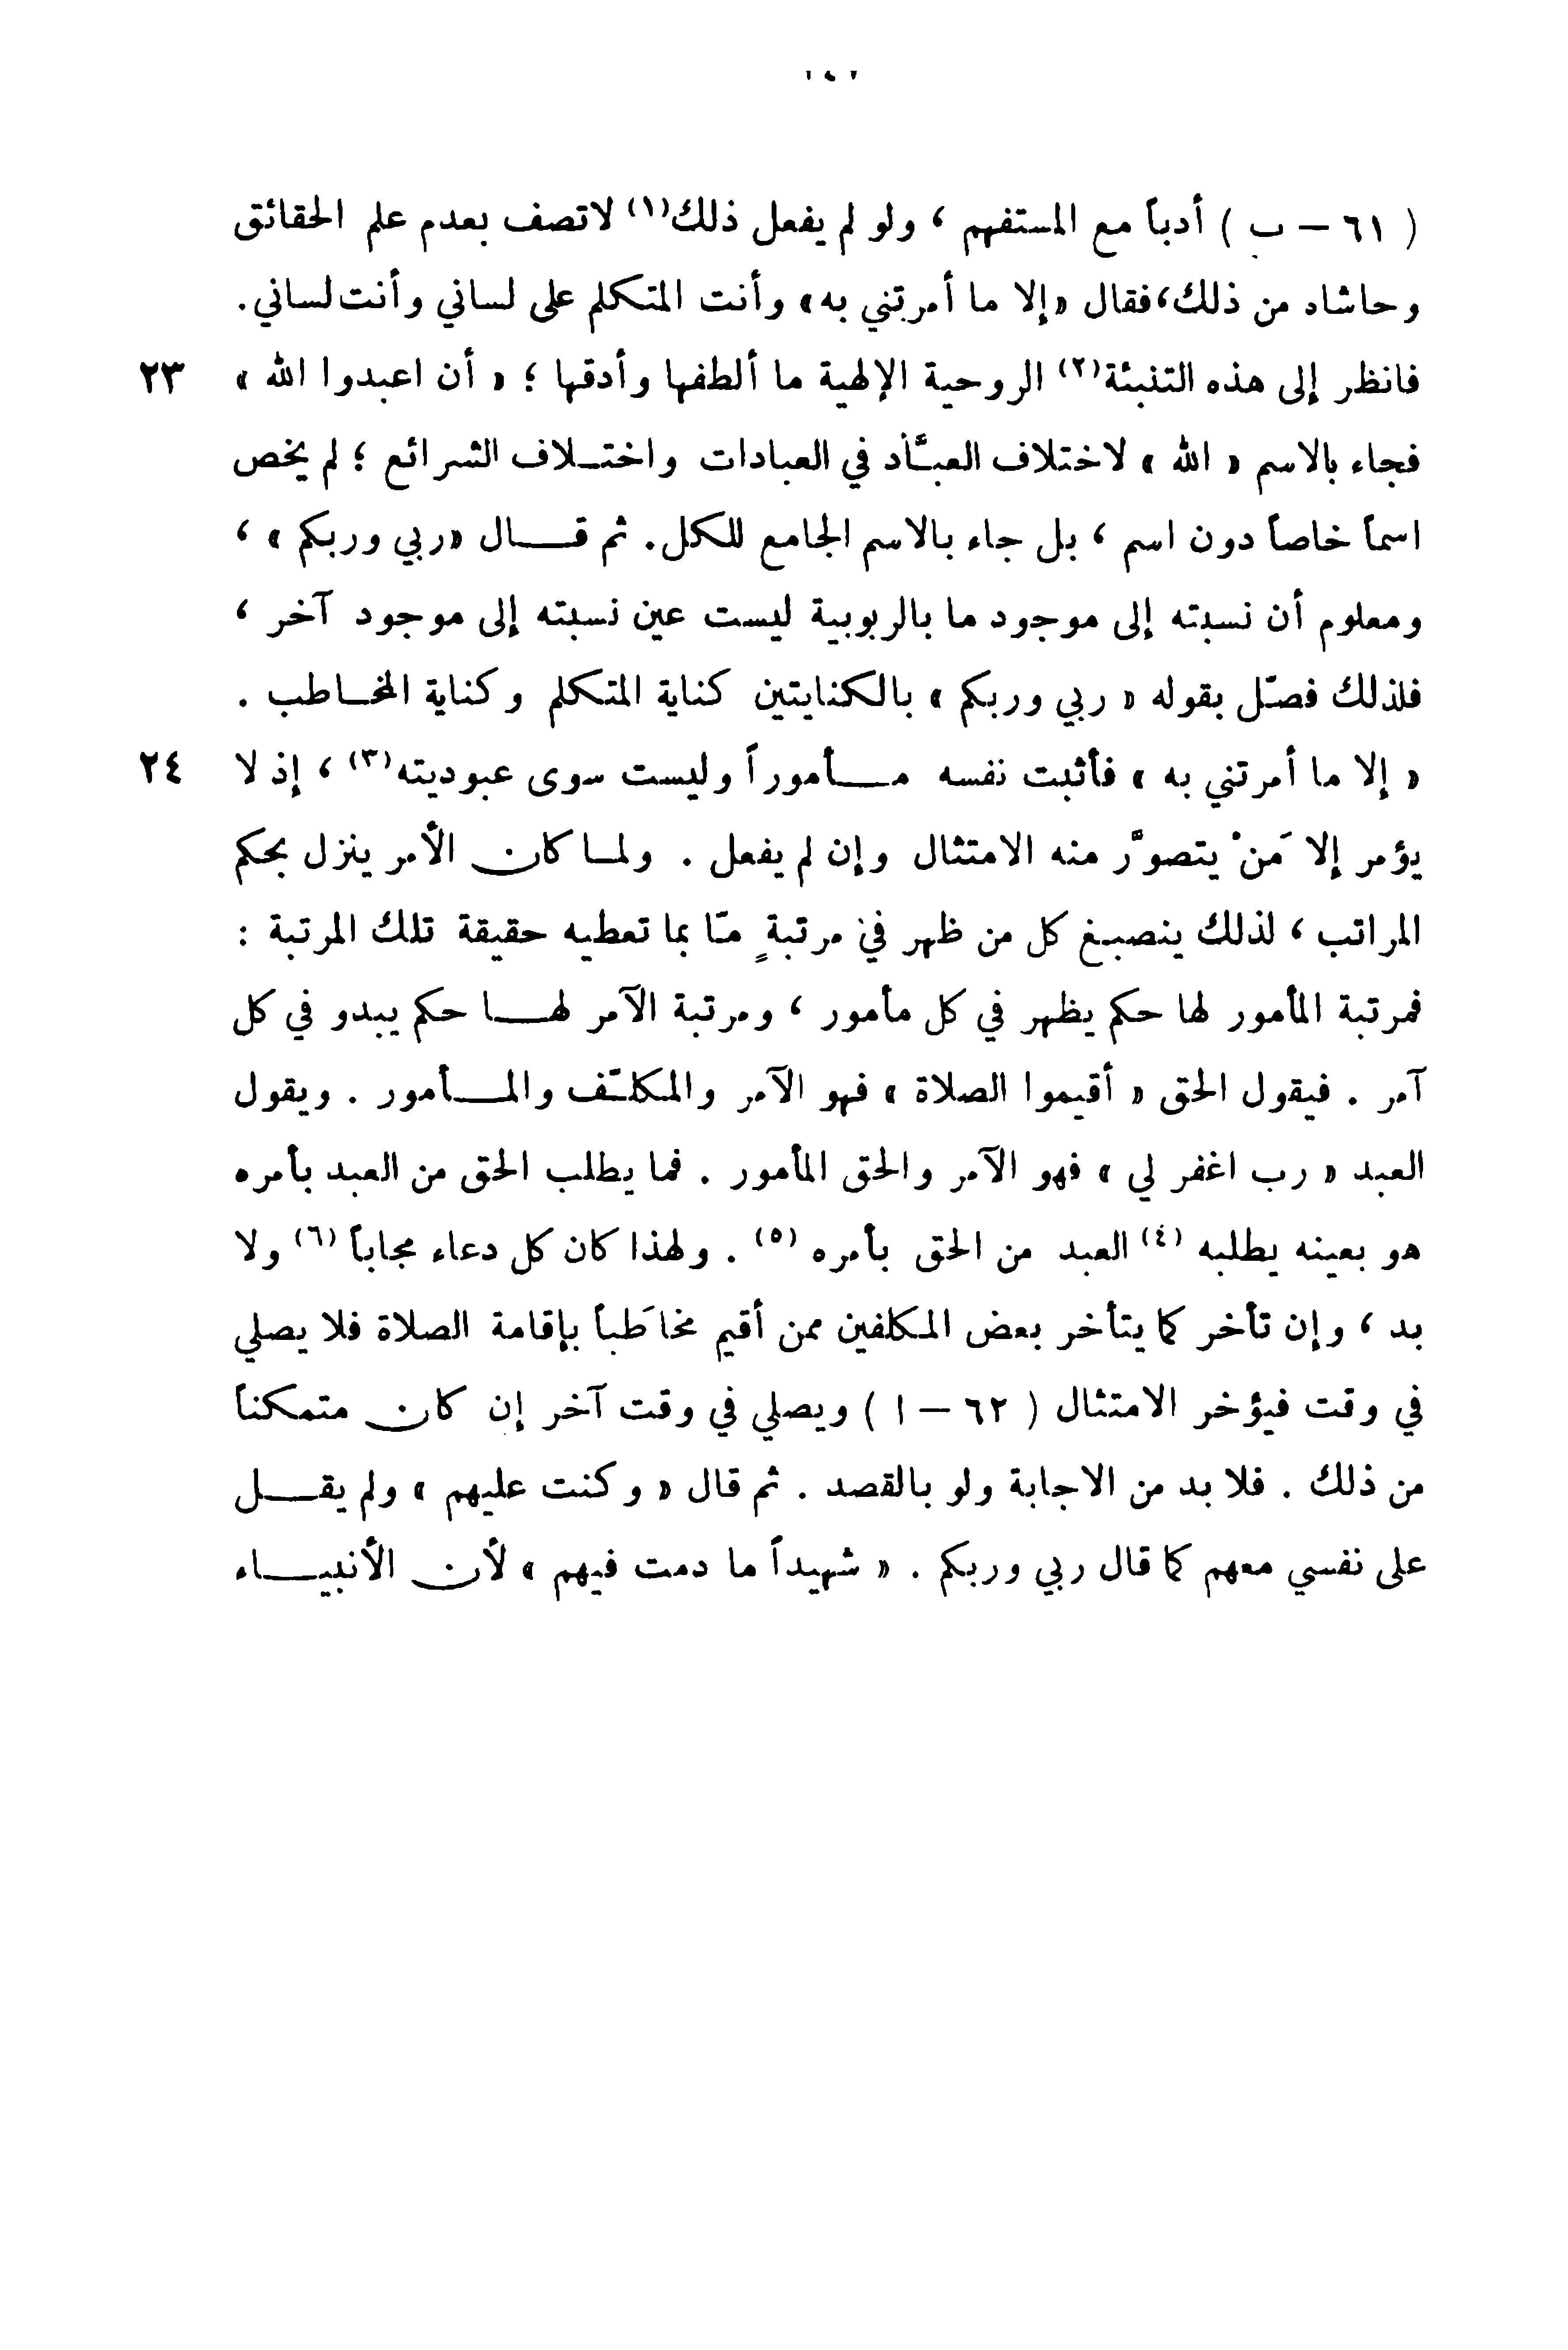 ( ٦١ – ب ) أدباً مع المستفهم ، ولو لم يفعل ذلك(١) لاتصف بعدم علم الحقائق
وحاشاه من ذلك،فقال «إلا ما أمرتني به» وأنت المتكلم على لساني وأنت لساني.
فانظر إلى هذه التنبئة(٢) الروحية الإلهية ما ألطفها وأدقها ؛ « أن اعبدوا الله » ٢٣
فجاء بالاسم « الله » لاختلاف العبَّاد في العبادات واختـلاف الشرائع ؛ لم يخص
اسماً خاصاً دون اسم ، بل جاء بالاسم الجامع للكل. ثم قـــال «ربي وربكم» ،
ومعلوم أن نسبته إلى موجود ما بالربوبية ليست عين نسبته إلى موجود آخر ،
فلذلك فصّل بقوله « ربي وربكم » بالكنايتين كناية المتكلم وكناية المخـاطب .
« إلا ما أمرتني به » فأثبت نفسه مــأموراً وليست سوى عبوديته(٣) ، إذ لا ٢٤
يؤمر إلا مَنْ يتصوَّر منه الامتثال وإن لم يفعل . ولمـا كان الأمر ينزل بحكم
المراتب ، لذلك ينصبـغ كل من ظهر في مرتبةٍ مّا بما تعطيه حقيقة تلك المرتبة :
فمرتبة المأمور لها حكم يظهر في كل مأمور ، ومرتبة الآمر لهــا حكم يبدو في كل
آمر . فيقول الحق « أقيموا الصلاة » فهو الآمر والمكلّف والمــأمور . ويقول
العبد « رب اغفر لي » فهو الآمر والحق المأمور . فما يطلب الحق من العبد بأمره
هو بعينه يطلبه (٤) العبد من الحق بأمره (٥) . ولهذا كان كل دعاء مجاباً (٦) ولا
بد ، وإن تأخر كما يتأخر بعض المكلفين ممن أقيم مخاطَباً بإقامة الصلاة فلا يصلي
في وقت فيؤخر الامتثال ( ٦٢ – ا ) ويصلي في وقت آخر إن كان متمكناً
من ذلك . فلا بد من الاجابة ولو بالقصد . ثم قال « وكنت عليهم » ولم يقـــل
على نفسي معهم كما قال ربي وربكم . « شهيداً ما دمت فيهم » لأن الأنبيـــاء